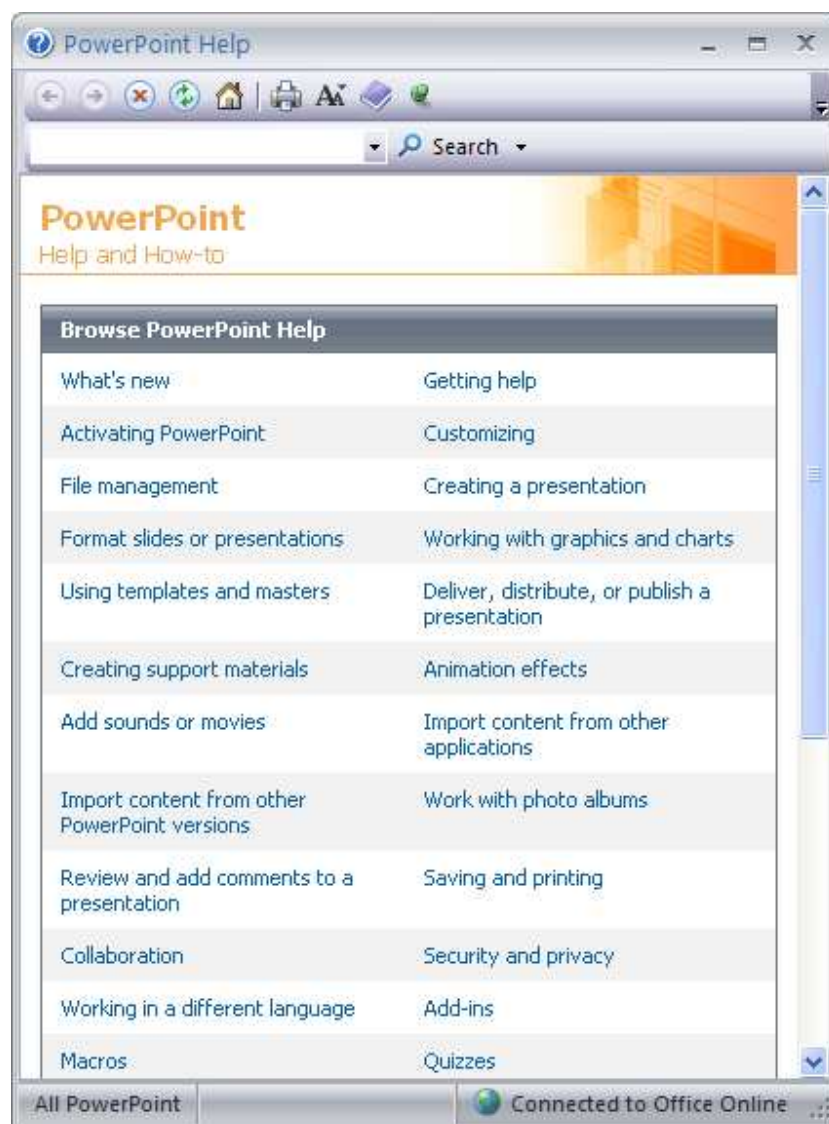 PowerPoint Help
Search
PowerPoint
Help and How-to
Browse PowerPoint Help
What's new
Getting help
Activating PowerPoint
Customizing
File management
Creating a presentation
Format slides or presentations
Working with graphics and charts
Using templates and masters
Deliver, distribute, or publish a
presentation
Creating support materials
Animation effects
Add sounds or movies
Import content from other
applications
Import content from other
PowerPoint versions
Work with photo albums
Review and add comments to a
presentation
Saving and printing
Collaboration
Security and privacy
Working in a different language
Add-ins
Macros
Quizzes
All PowerPoint
Connected to Office Online